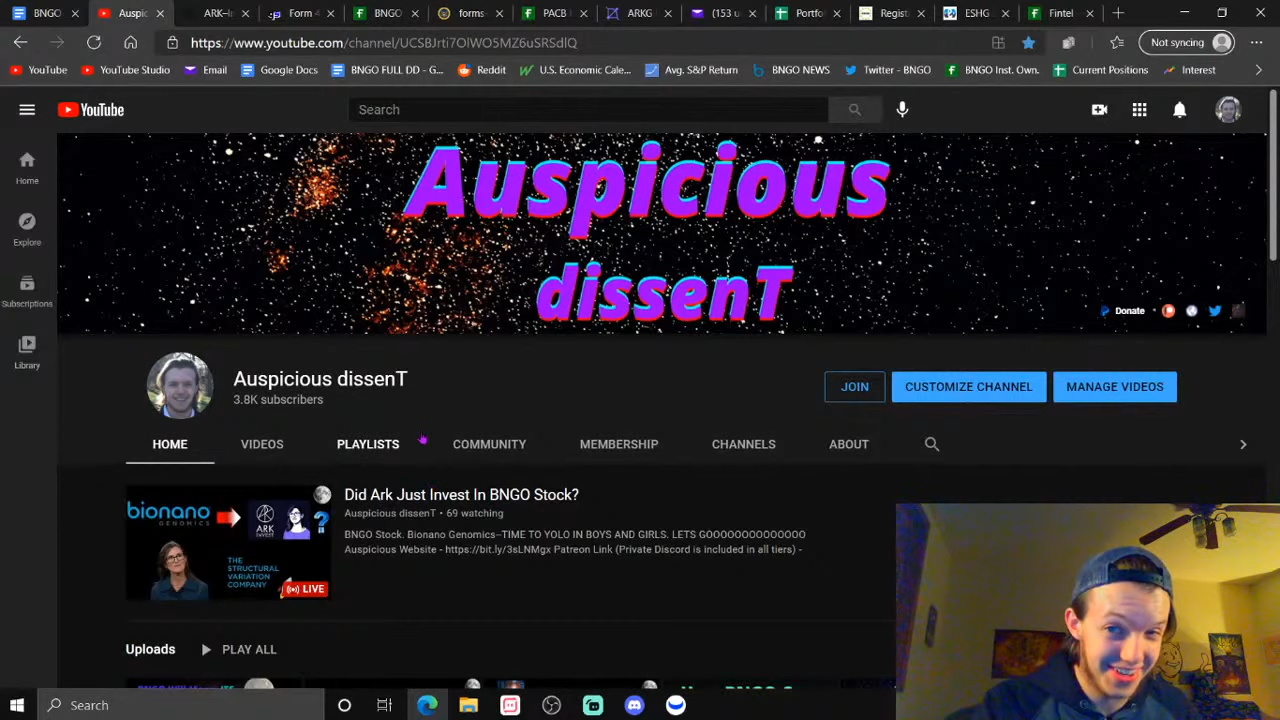 BNGO
Auspic
ARK-I
Form 4
BNGO
forms-
PACB I
ARKG
(153 u
Portfo
Regist
ESHG
Fintel
https://www.youtube.com/channel/UCSBJrti7OlWO5MZ6uSRSdlQ
Not syncing
YouTube
YouTube Studio
Email
Google Docs
BNGO FULL DD - G...
Reddit
U.S. Economic Cale...
Avg. S&P Return
BNGO NEWS
Twitter - BNGO
BNGO Inst. Own.
Current Positions
Interest
YouTube
Search
Home
Explore
Subscriptions
Library
Auspicious
dissenT
Donate
Auspicious dissenT
3.8K subscribers
JOIN
CUSTOMIZE CHANNEL
MANAGE VIDEOS
HOME
VIDEOS
PLAYLISTS
COMMUNITY
MEMBERSHIP
CHANNELS
ABOUT
bionano
GENOMICS
ARK
INVEST
?
THE
STRUCTURAL
VARIATION
COMPANY
LIVE
Did Ark Just Invest In BNGO Stock?
Auspicious dissenT • 69 watching
BNGO Stock. Bionano Genomics--TIME TO YOLO IN BOYS AND GIRLS. LETS GOOOOOOOOOOOOO
Auspicious Website - https://bit.ly/3sLNMgx Patreon Link (Private Discord is included in all tiers) -
Uploads
PLAY ALL
Search